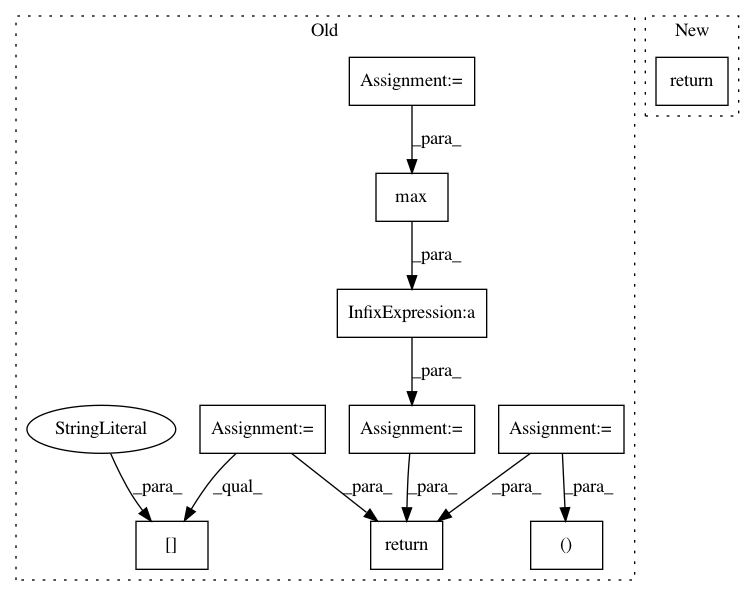 Old
New
Assignment:=
return
_para_
max
_para_
InfixExpression:a
_para_
StringLiteral
Assignment:=
Assignment:=
Assignment:=
_para_
_qual_
_para_
_para_
_para_
_para_
[]
return
()